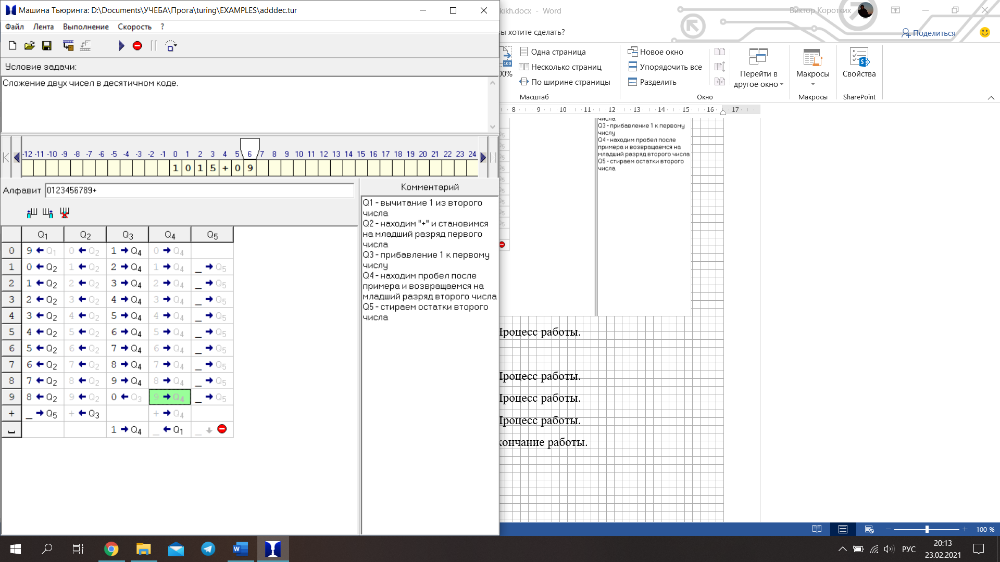 Машина Тьюринга: D:\Documents\УЧЕБА\Прога\turing\EXAMPLES\adddec.tur
Файл Лента Выполнение Скорость ?
Условие задачи:
Сложение двух чисел в десятичном коде.
-12 -11 -10 -9 -8 -7 -6 -5 -4 -3 -2 -1 0 1 2 3 4 5 6 7 8 9 10 11 12 13 14 15 16 17 18 19 20 21 22 23 24
1 0 1 5 + 0 9
Алфавит 0123456789+
Q1 Q2 Q3 Q4 Q5
0 9 ← Q1 0 ← Q2 1 → Q4 0 → Q4
1 0 ← Q2 1 ← Q2 2 → Q4 1 → Q4 _ → Q5
2 1 ← Q2 2 ← Q2 3 → Q4 2 → Q4 _ → Q5
3 2 ← Q2 3 ← Q2 4 → Q4 3 → Q4 _ → Q5
4 3 ← Q2 4 ← Q2 5 → Q4 4 → Q4 _ → Q5
5 4 ← Q2 5 ← Q2 6 → Q4 5 → Q4 _ → Q5
6 5 ← Q2 6 ← Q2 7 → Q4 6 → Q4 _ → Q5
7 6 ← Q2 7 ← Q2 8 → Q4 7 → Q4 _ → Q5
8 7 ← Q2 8 ← Q2 9 → Q4 8 → Q4 _ → Q5
9 8 ← Q2 9 ← Q2 0 ← Q3 9 → Q4 _ → Q5
+ _ → Q5 + ← Q3 + → Q4
␣ 1 → Q4 _ ← Q1 _ ↓
Комментарий
Q1 - вычитание 1 из второго
числа
Q2 - находим "+" и становимся
на младший разряд первого
числа
Q3 - прибавление 1 к первому
числу
Q4 - находим пробел после
примера и возвращаемся на
младший разряд второго числа
Q5 - стираем остатки второго
числа
kikh.docx - Word
Виктор Коротких
вы хотите сделать?
Поделиться
100
00%
Одна страница
Несколько страниц
По ширине страницы
Масштаб
Новое окно
Упорядочить все
Разделить
Перейти в
другое окно
Окно
Макросы
Макросы
Свойства
SharePoint
8 9 10 11 12 13 14 15 16 17
числа
Q3 - прибавление 1 к первому
числу
Q4 - находим пробел после
примера и возвращаемся на
младший разряд второго числа
Q5 - стираем остатки второго
числа
Процесс работы.
Процесс работы.
Процесс работы.
Процесс работы.
кончание работы.
100 %
РУС
20:13
23.02.2021